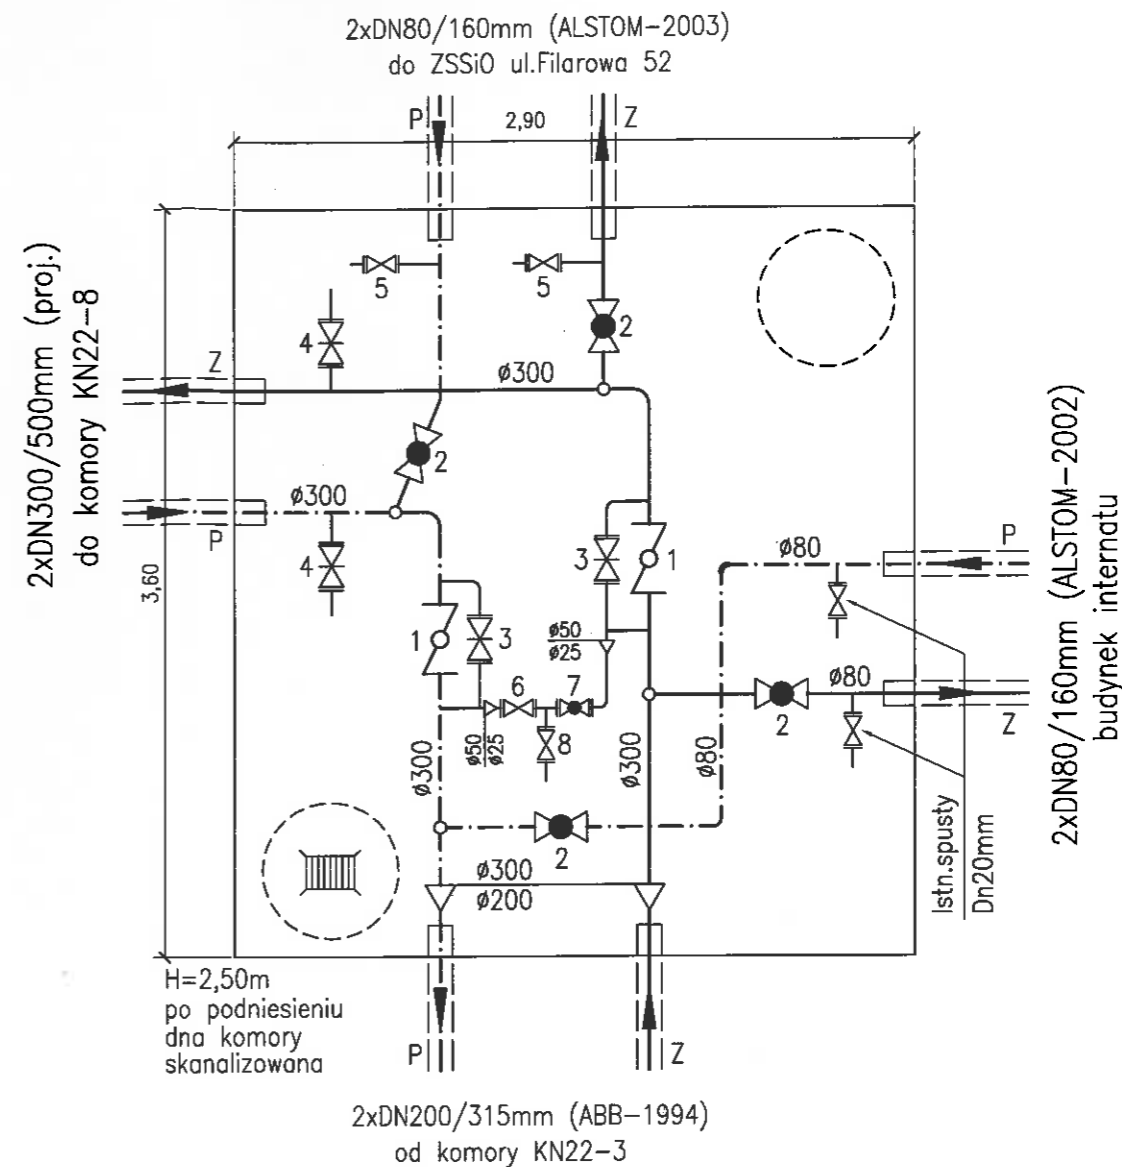 2xDN80/160mm (ALSTOM-2003)
do ZSSiO ul.Filarowa 52
P
2,90
Z
5
5
4
2
Z
ø300
2xDN300/500mm (proj.)
do komory KN22-8
2
ø300
P
4
3,60
3
1
ø80
P
1
3
ø50
ø25
2xDN80/160mm (ALSTOM-2002)
budynek internatu
6
7
ø80
2
Z
ø50
ø25
8
ø300
ø300
ø80
2
ø300
ø200
Istn.spusty
Dn20mm
H=2,50m
po podniesieniu
dna komory
skanalizowana
P
Z
2xDN200/315mm (ABB-1994)
od komory KN22-3